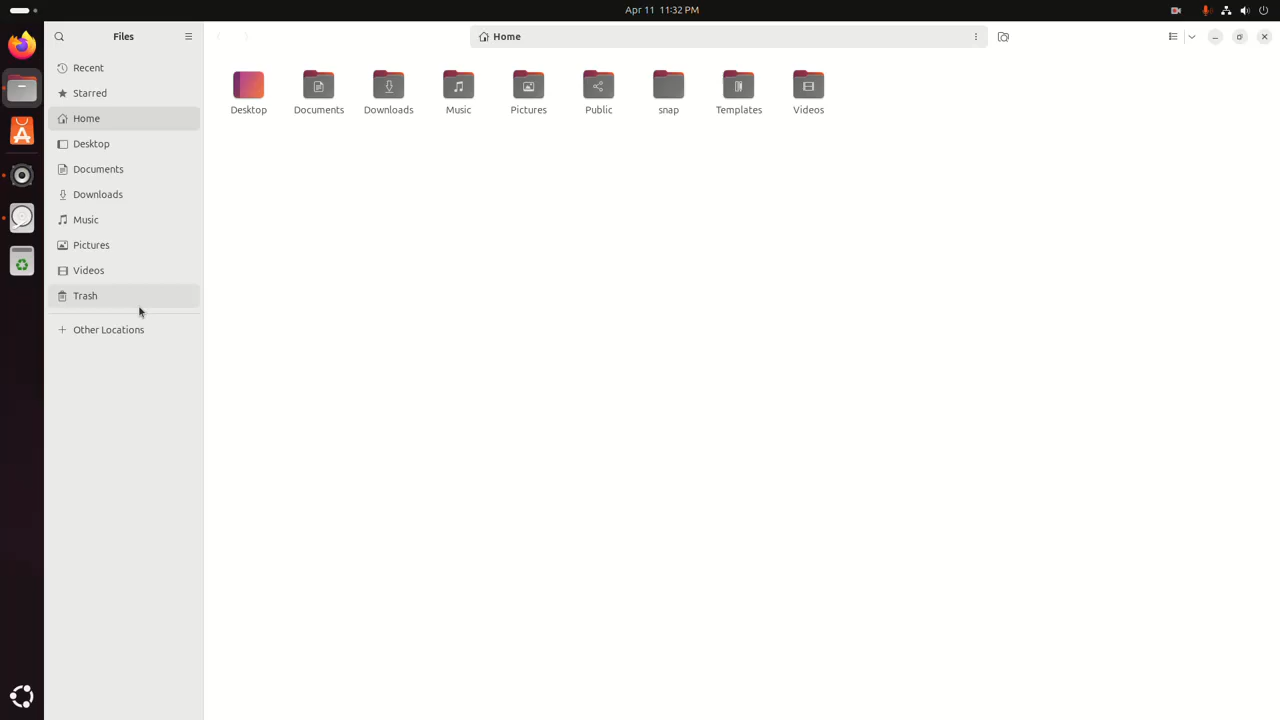 Apr 11 11:32 PM
Files
Home
Recent
Starred
Home
Desktop
Documents
Downloads
Music
Pictures
Videos
Trash
Other Locations
Desktop
Documents
Downloads
Music
Pictures
Public
snap
Templates
Videos